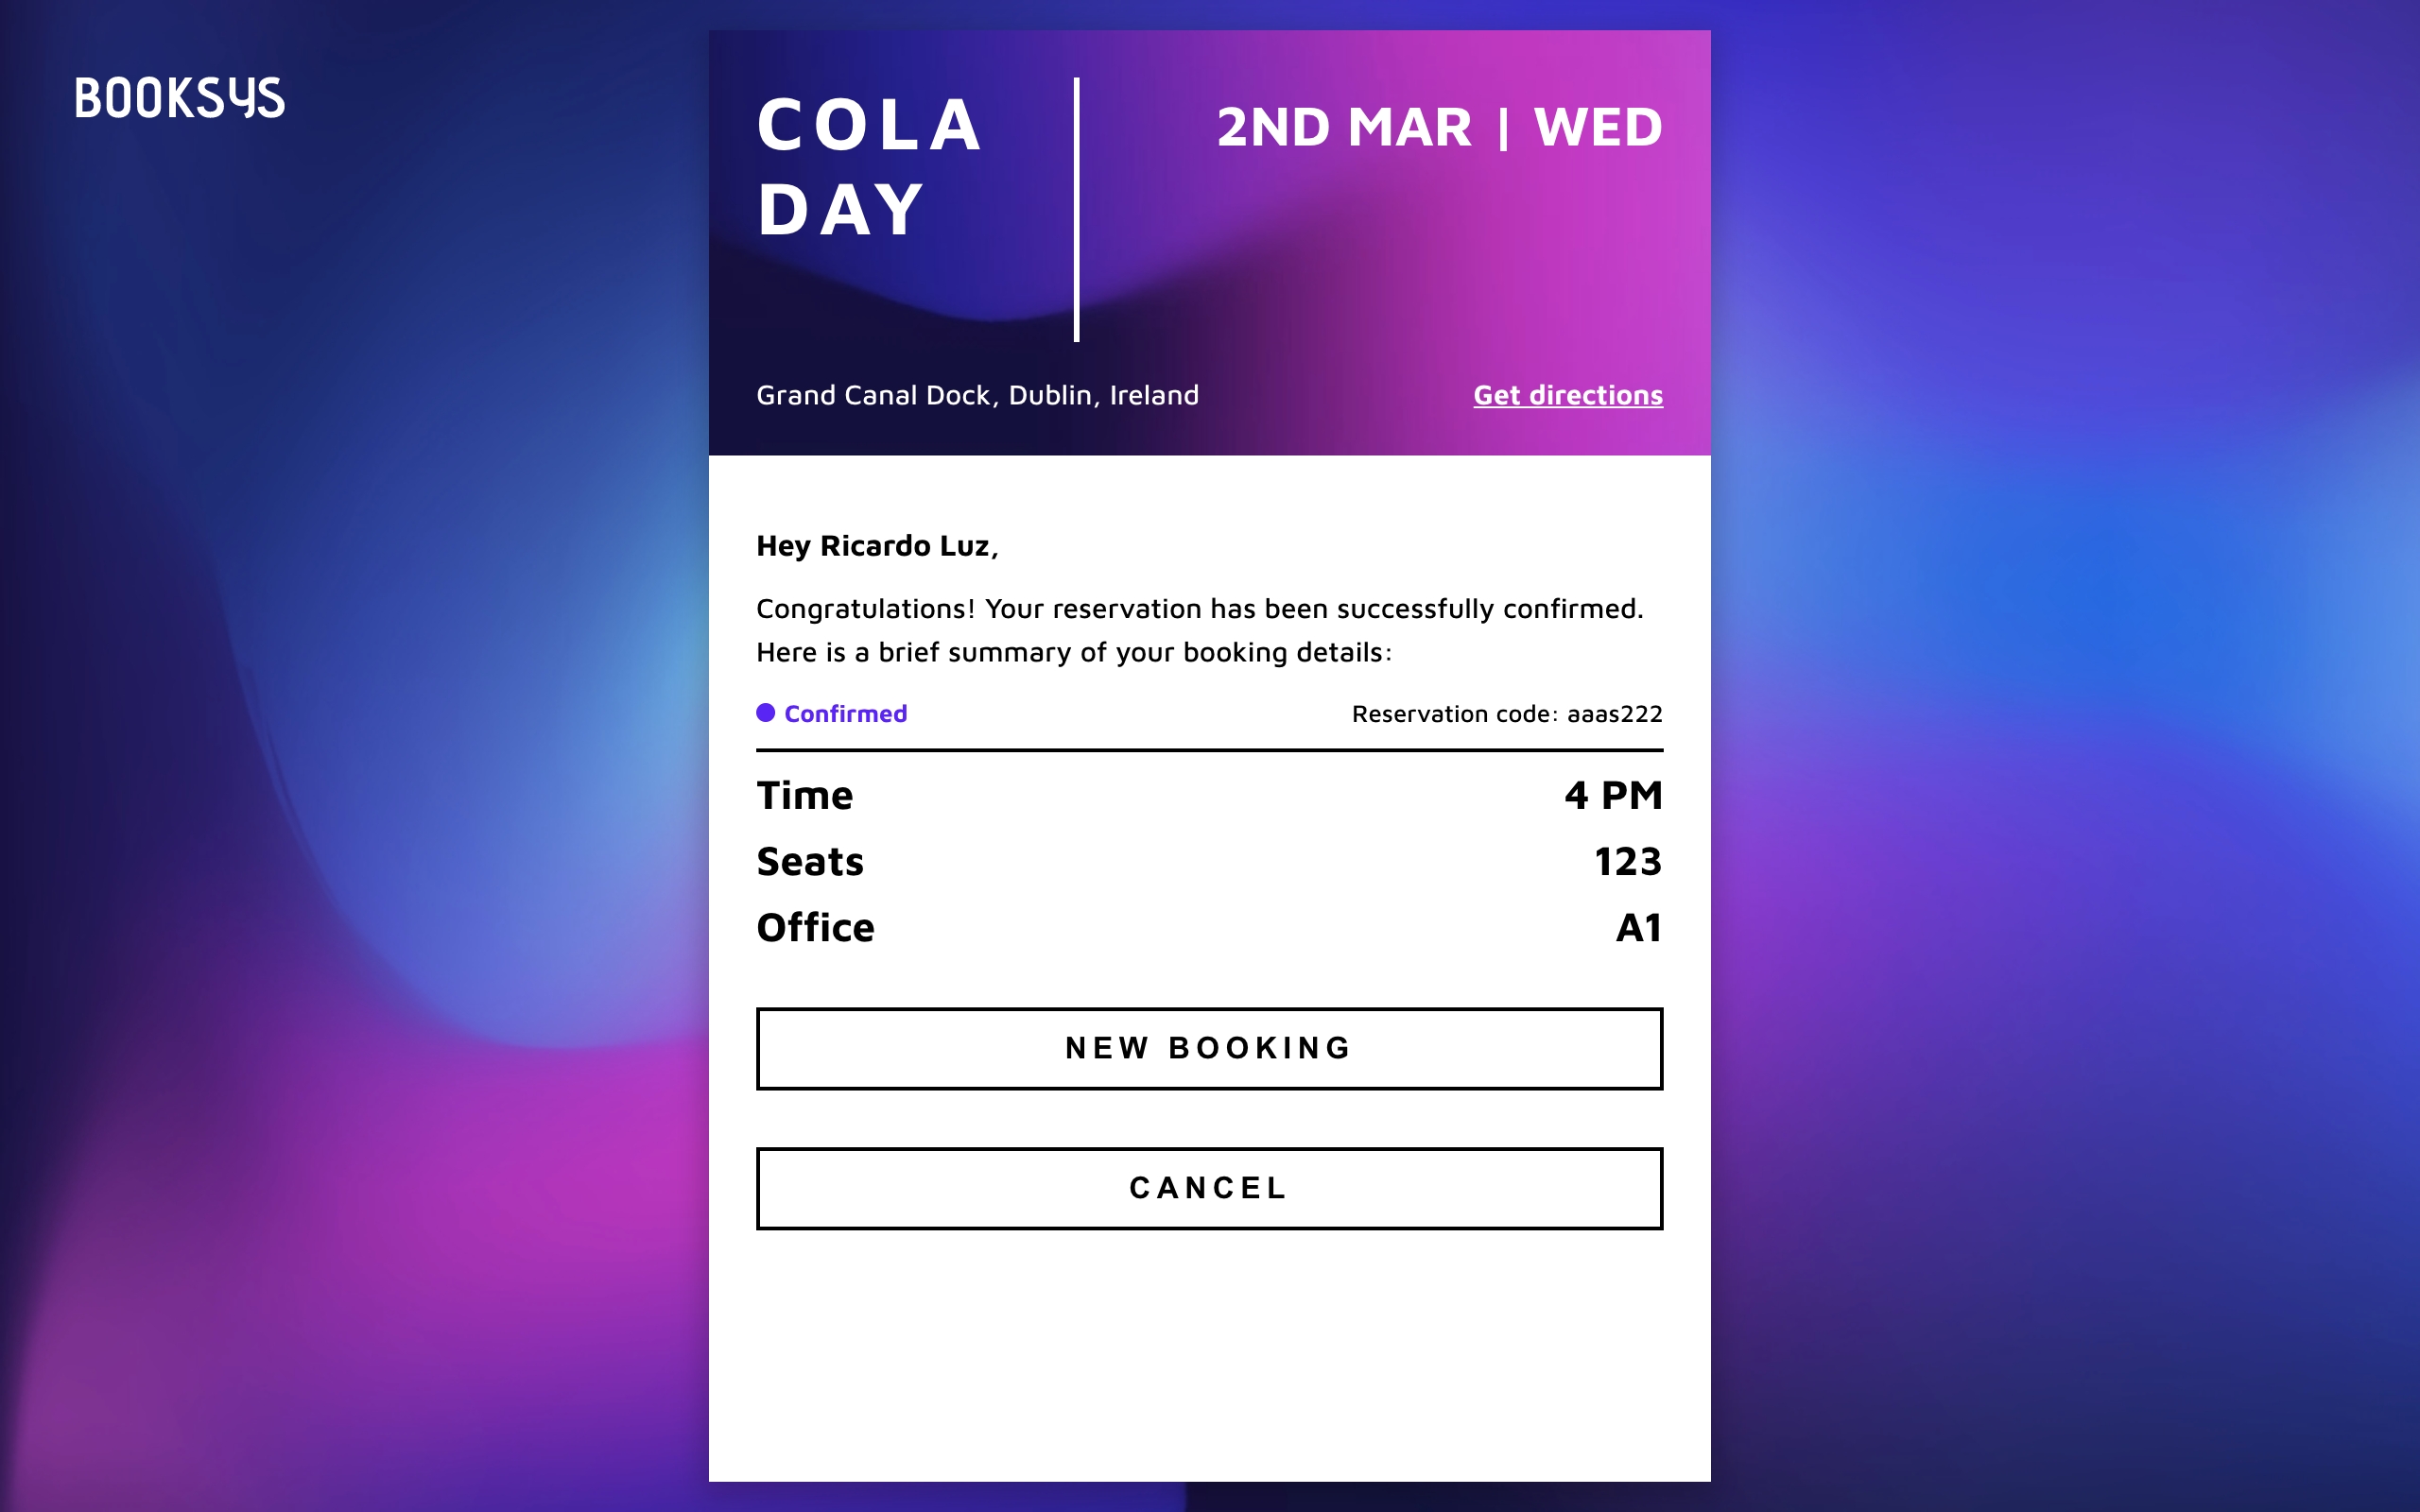 BOOKSYS
COLA
DAY
2ND MAR | WED
Grand Canal Dock, Dublin, Ireland
Get directions
Hey Ricardo Luz,
Congratulations! Your reservation has been successfully confirmed.
Here is a brief summary of your booking details:
Confirmed
Reservation code: aaas222
Time 4 PM
Seats 123
Office A1
NEW BOOKING
CANCEL